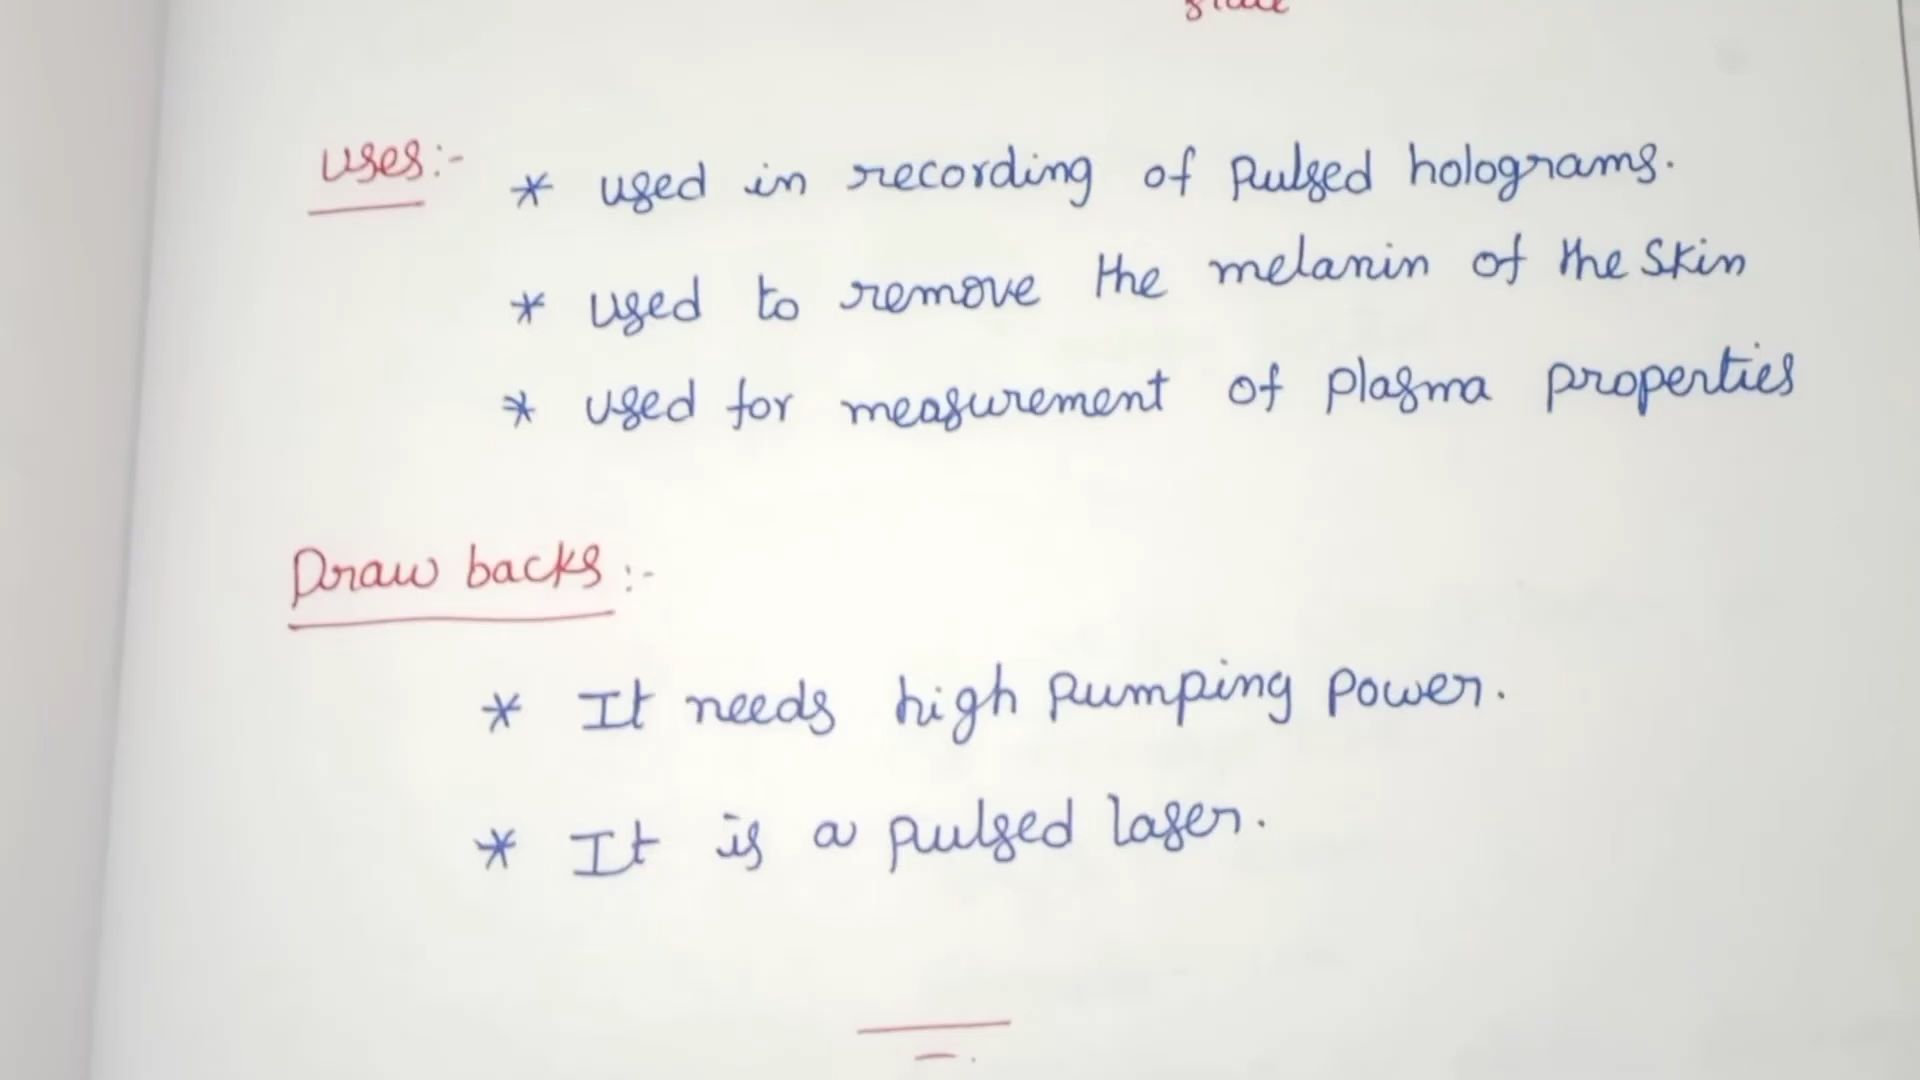 uses:- * used in recording of pulsed holograms.
* used to remove the melanin of the skin
* used for measurement of plasma properties
Draw backs :-
* It needs high pumping power.
* It is a pulsed laser.